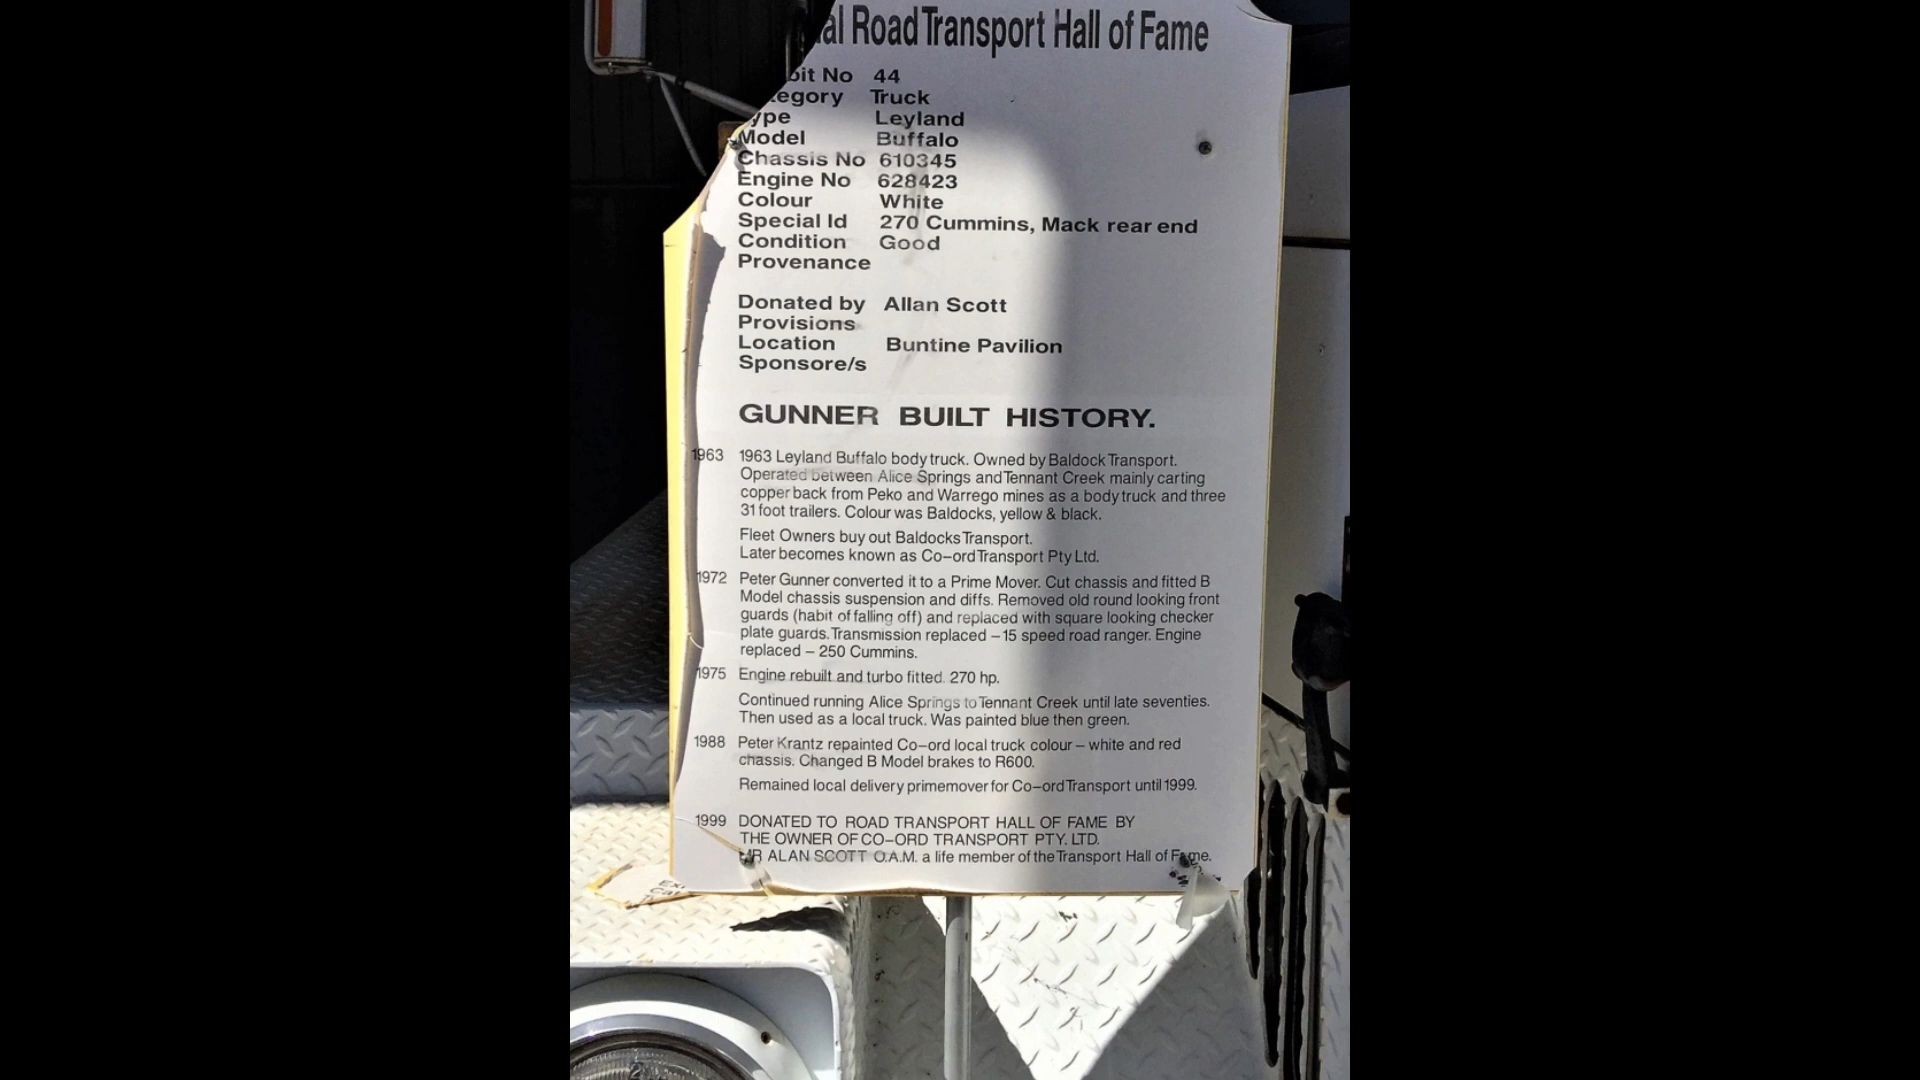 al Road Transport Hall of Fame
bit No 44
tegory Truck
ype Leyland
Model Buffalo
Chassis No 610345
Engine No 628423
Colour White
Special Id 270 Cummins, Mack rear end
Condition Good
Provenance
Donated by Allan Scott
Provisions
Location Buntine Pavilion
Sponsore/s
GUNNER BUILT HISTORY.
1963 1963 Leyland Buffalo body truck. Owned by Baldock Transport.
Operated between Alice Springs and Tennant Creek mainly carting
copper back from Peko and Warrego mines as a body truck and three
31 foot trailers. Colour was Baldocks, yellow & black.
Fleet Owners buy out Baldocks Transport.
Later becomes known as Co-ord Transport Pty Ltd.
1972 Peter Gunner converted it to a Prime Mover. Cut chassis and fitted B
Model chassis suspension and diffs. Removed old round looking front
guards (habit of falling off) and replaced with square looking checker
plate guards. Transmission replaced – 15 speed road ranger. Engine
replaced – 250 Cummins.
1975 Engine rebuilt and turbo fitted. 270 hp.
Continued running Alice Springs to Tennant Creek until late seventies.
Then used as a local truck. Was painted blue then green.
1988 Peter Krantz repainted Co-ord local truck colour – white and red
chassis. Changed B Model brakes to R600.
Remained local delivery primemover for Co-ord Transport until 1999.
1999 DONATED TO ROAD TRANSPORT HALL OF FAME BY
THE OWNER OF CO-ORD TRANSPORT PTY. LTD.
MR ALAN SCOTT O.A.M. a life member of the Transport Hall of Fame.